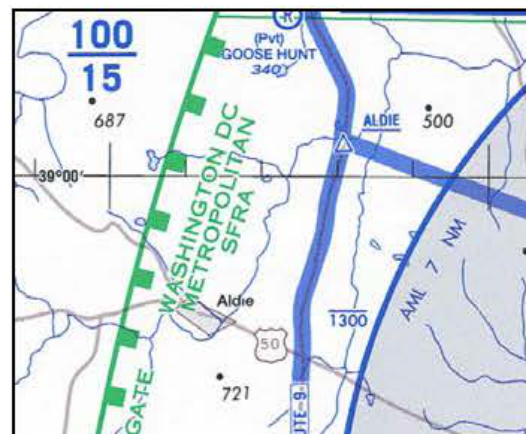 100
15
R
(Pvt)
GOOSE HUNT
340
ALDIE
687
500
39°00'
WASHINGTON DC
METROPOLITAN
SFRA
AML 7 NM
Aldie
1300
50
721
GATE
UTE-9-